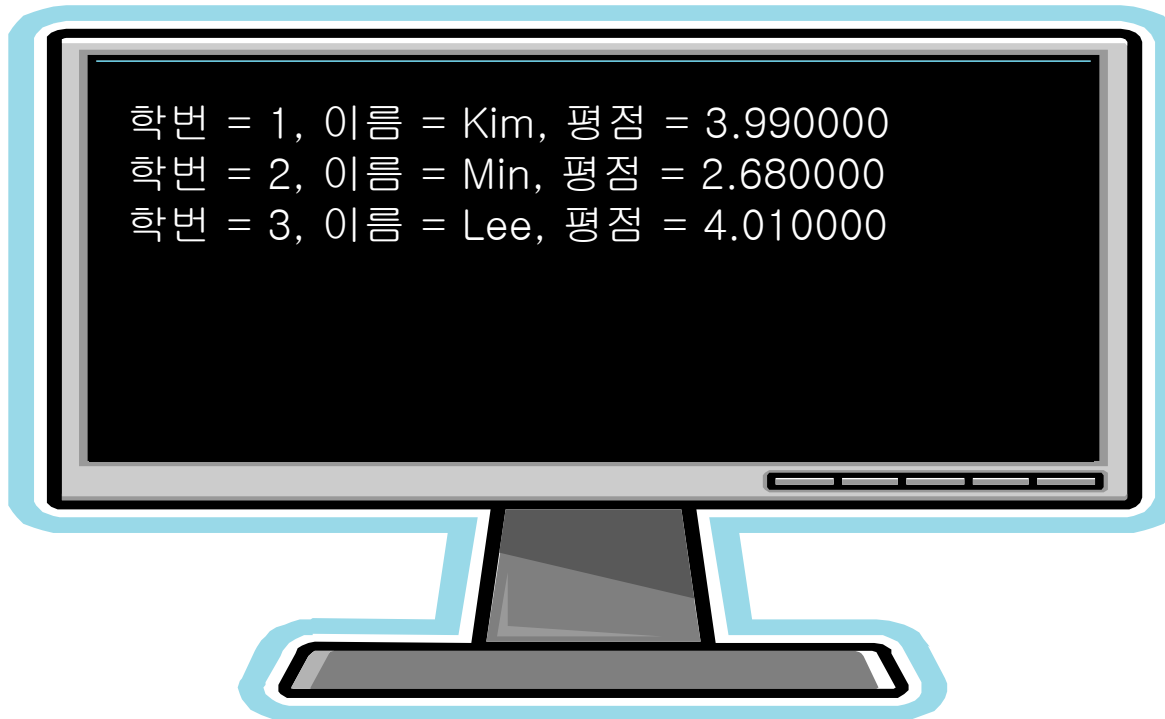 학번 = 1, 이름 = Kim, 평점 = 3.990000
학번 = 2, 이름 = Min, 평점 = 2.680000
학번 = 3, 이름 = Lee, 평점 = 4.010000